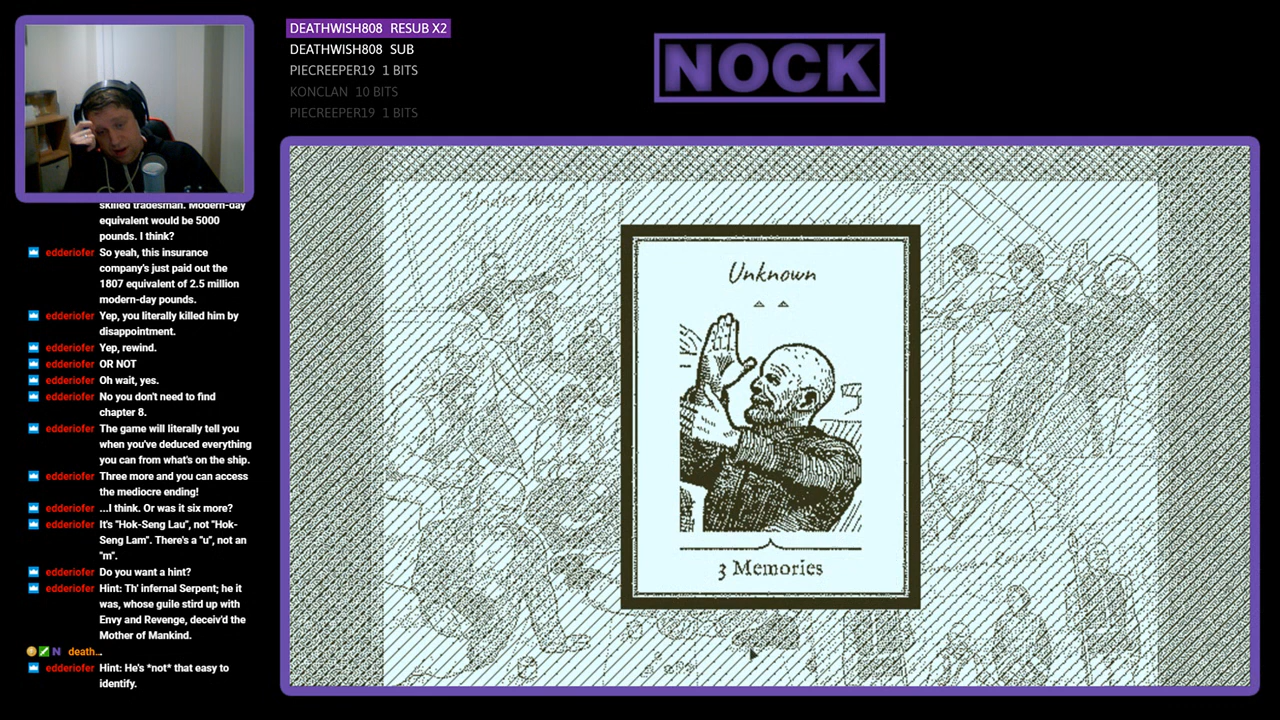 DEATHWISH808 RESUB X2
DEATHWISH808 SUB
PIECREEPER19 1 BITS
KONCLAN 10 BITS
PIECREEPER19 1 BITS
NOCK
skilled tradesman. Modern-day
equivalent would be 5000
pounds. I think?
edderiofer So yeah, this insurance
company's just paid out the
1807 equivalent of 2.5 million
modern-day pounds.
edderiofer Yep, you literally killed him by
disappointment.
edderiofer Yep, rewind.
edderiofer OR NOT
edderiofer Oh wait, yes.
edderiofer No you don't need to find
chapter 8.
edderiofer The game will literally tell you
when you've deduced everything
you can from what's on the ship.
edderiofer Three more and you can access
the mediocre ending!
edderiofer ...I think. Or was it six more?
edderiofer It's "Hok-Seng Lau", not "Hok-
Seng Lam". There's a "u", not an
"m".
edderiofer Do you want a hint?
edderiofer Hint: Th' infernal Serpent; he it
was, whose guile stird up with
Envy and Revenge, deceiv'd the
Mother of Mankind.
N death... .
edderiofer Hint: He's *not* that easy to
identify.
Unknown
3 Memories